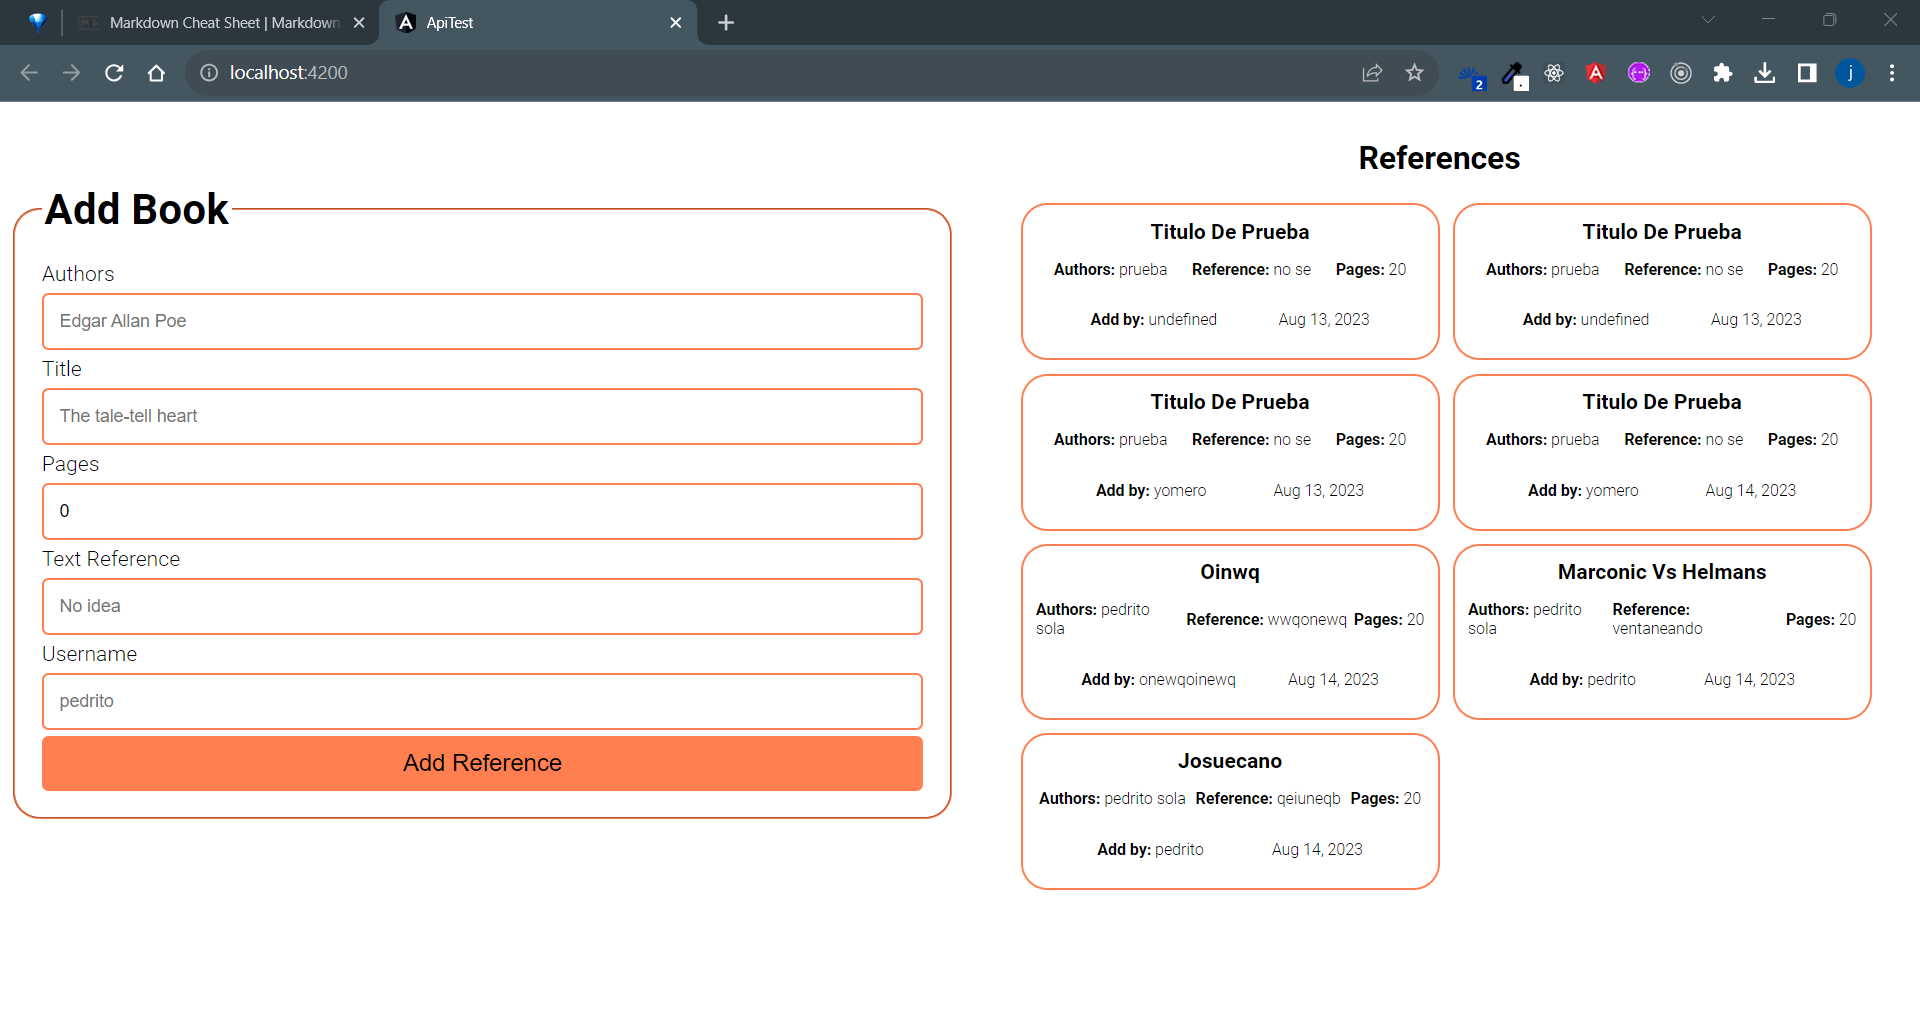 Markdown Cheat Sheet | Markdown
ApiTest
localhost:4200
2
j
Add Book
Authors
Edgar Allan Poe
Title
The tale-tell heart
Pages
0
Text Reference
No idea
Username
pedrito
Add Reference
References
Titulo De Prueba
Authors: prueba Reference: no se Pages: 20
Add by: undefined Aug 13, 2023
Titulo De Prueba
Authors: prueba Reference: no se Pages: 20
Add by: undefined Aug 13, 2023
Titulo De Prueba
Authors: prueba Reference: no se Pages: 20
Add by: yomero Aug 13, 2023
Titulo De Prueba
Authors: prueba Reference: no se Pages: 20
Add by: yomero Aug 14, 2023
Oinwq
Authors: pedrito
sola
Reference: wwqonewq Pages: 20
Add by: onewqoinewq Aug 14, 2023
Marconic Vs Helmans
Authors: pedrito
sola
Reference:
ventaneando
Pages: 20
Add by: pedrito Aug 14, 2023
Josuecano
Authors: pedrito sola Reference: qeiuneqb Pages: 20
Add by: pedrito Aug 14, 2023